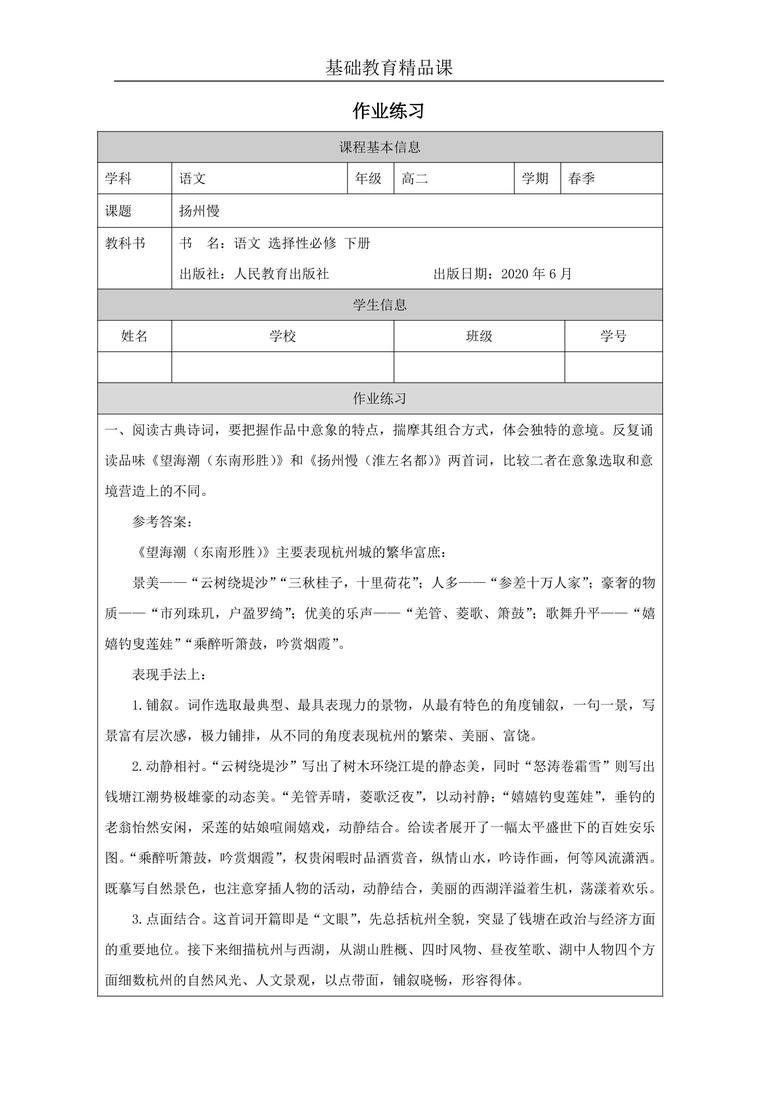 基础教育精品课
作业练习
课程基本信息
学科 语文 年级 高二 学期 春季
课题 扬州慢
教科书 书　名：语文 选择性必修 下册
出版社：人民教育出版社 出版日期：2020 年 6 月
学生信息
姓名 学校 班级 学号
作业练习
一、阅读古典诗词，要把握作品中意象的特点，揣摩其组合方式，体会独特的意境。反复诵
读品味《望海潮（东南形胜）》和《扬州慢（淮左名都）》两首词，比较二者在意象选取和意
境营造上的不同。
参考答案：
《望海潮（东南形胜）》主要表现杭州城的繁华富庶：
景美——“云树绕堤沙”“三秋桂子，十里荷花”；人多——“参差十万人家”；豪奢的物
质——“市列珠玑，户盈罗绮”；优美的乐声——“羌管、菱歌、箫鼓”；歌舞升平——“嬉
嬉钓叟莲娃”“乘醉听箫鼓，吟赏烟霞”。
表现手法上：
1.铺叙。词作选取最典型、最具表现力的景物，从最有特色的角度铺叙，一句一景，写
景富有层次感，极力铺排，从不同的角度表现杭州的繁荣、美丽、富饶。
2.动静相衬。“云树绕堤沙”写出了树木环绕江堤的静态美，同时“怒涛卷霜雪”则写出
钱塘江潮势极雄豪的动态美。“羌管弄晴，菱歌泛夜”，以动衬静；“嬉嬉钓叟莲娃”，垂钓的
老翁怡然安闲，采莲的姑娘喧闹嬉戏，动静结合。给读者展开了一幅太平盛世下的百姓安乐
图。“乘醉听箫鼓，吟赏烟霞”，权贵闲暇时品酒赏音，纵情山水，吟诗作画，何等风流潇洒。
既摹写自然景色，也注意穿插人物的活动，动静结合，美丽的西湖洋溢着生机，荡漾着欢乐。
3.点面结合。这首词开篇即是“文眼”，先总括杭州全貌，突显了钱塘在政治与经济方面
的重要地位。接下来细描杭州与西湖，从湖山胜概、四时风物、昼夜笙歌、湖中人物四个方
面细数杭州的自然风光、人文景观，以点带面，铺叙晓畅，形容得体。